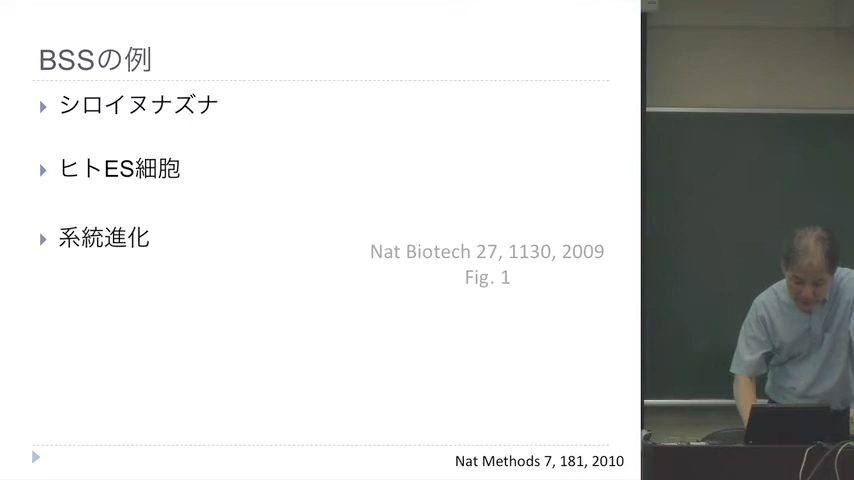 BSSの例
シロイヌナズナ
ヒトES細胞
系統進化
Nat Biotech 27, 1130, 2009
Fig. 1
Nat Methods 7, 181, 2010